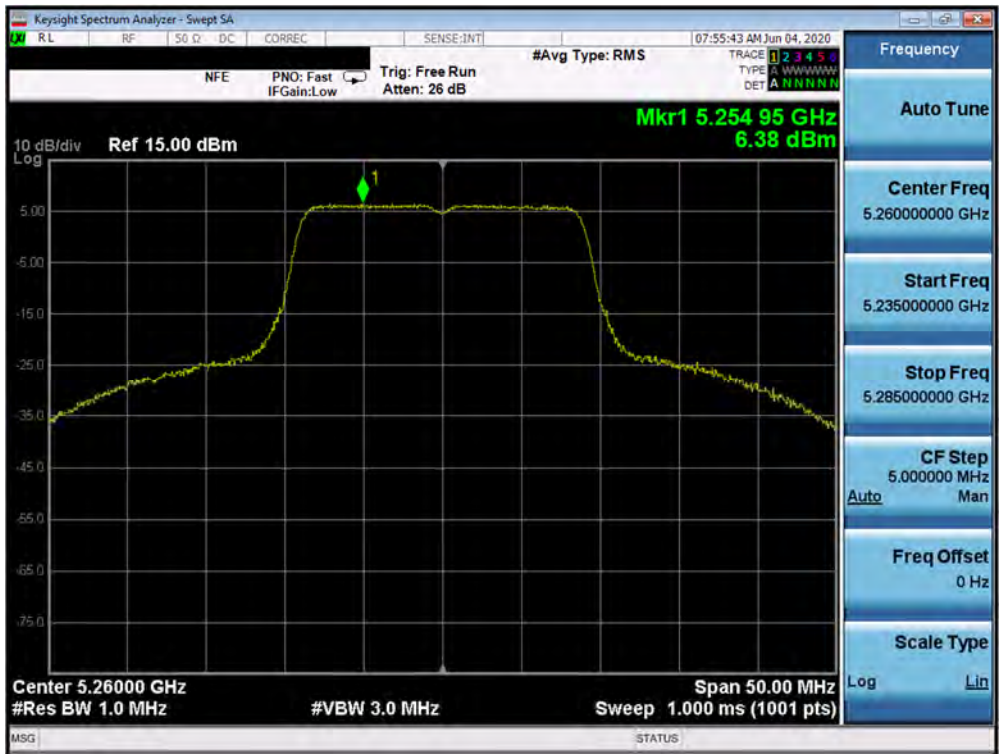 Keysight Spectrum Analyzer - Swept SA
LXI RL RF 50 Ω DC CORREC SENSE:INT 07:55:43 AM Jun 04, 2020
#Avg Type: RMS TRACE 1 2 3 4 5 6
NFE PNO: Fast Trig: Free Run TYPE A WWWWW
IFGain:Low Atten: 26 dB DET A N N N N N
Mkr1 5.254 95 GHz
6.38 dBm
10 dB/div Ref 15.00 dBm
Log
1
5.00
-5.00
-15.0
-25.0
-35.0
-45.0
-55.0
-65.0
-75.0
Center 5.26000 GHz Span 50.00 MHz
#Res BW 1.0 MHz #VBW 3.0 MHz Sweep 1.000 ms (1001 pts)
MSG STATUS
Frequency
Auto Tune
Center Freq
5.260000000 GHz
Start Freq
5.235000000 GHz
Stop Freq
5.285000000 GHz
CF Step
5.000000 MHz
Auto Man
Freq Offset
0 Hz
Scale Type
Log Lin